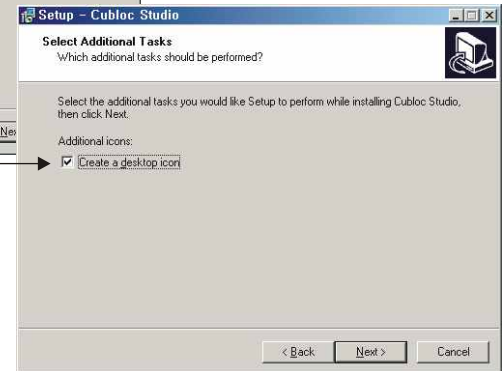 Setup – Cubloc Studio
Select Additional Tasks
Which additional tasks should be performed?
Select the additional tasks you would like Setup to perform while installing Cubloc Studio,
then click Next.
Additional icons:
Create a desktop icon
< Back
Next >
Cancel